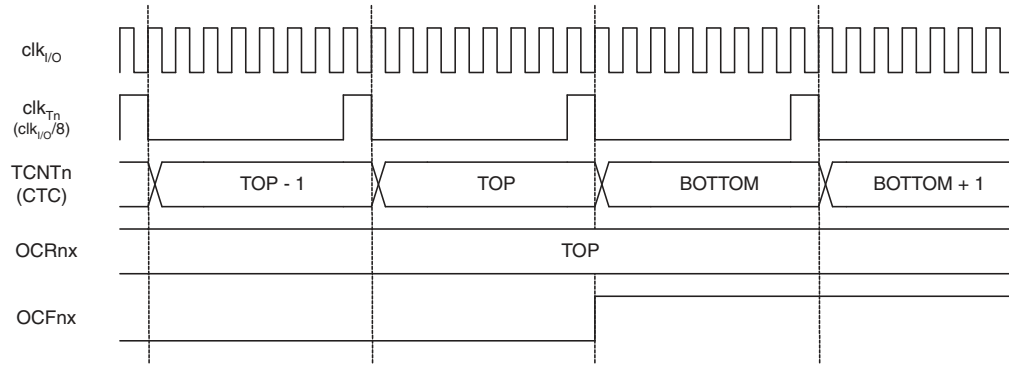 clkI/O
clkTn
(clkI/O/8)
TCNTn
(CTC)
TOP - 1
TOP
BOTTOM
BOTTOM + 1
OCRnx
TOP
OCFnx